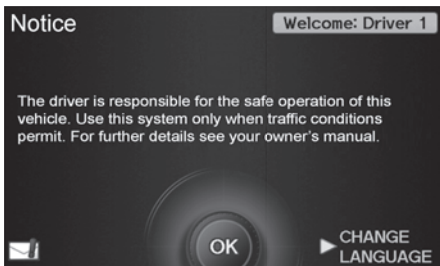 Notice
Welcome: Driver 1
The driver is responsible for the safe operation of this
vehicle. Use this system only when traffic conditions
permit. For further details see your owner's manual.
OK
CHANGE
LANGUAGE